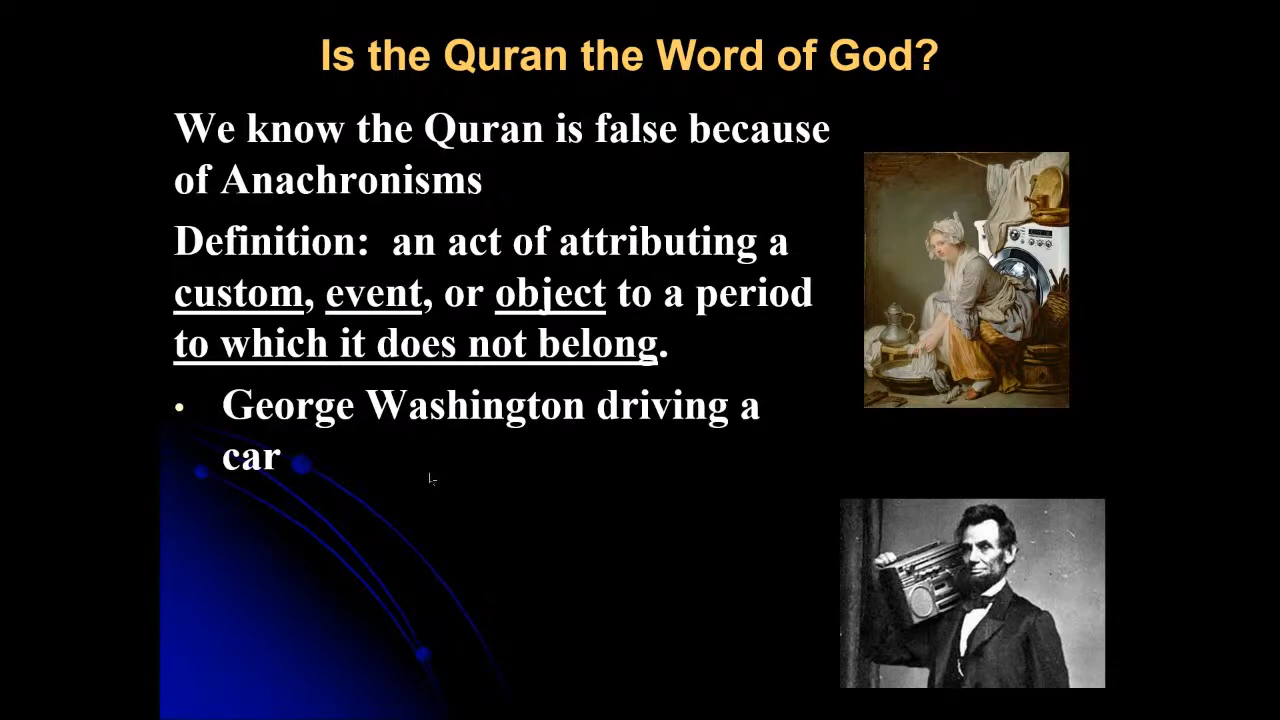 Is the Quran the Word of God?
We know the Quran is false because
of Anachronisms
Definition:  an act of attributing a
custom, event, or object to a period
to which it does not belong.
• George Washington driving a
car